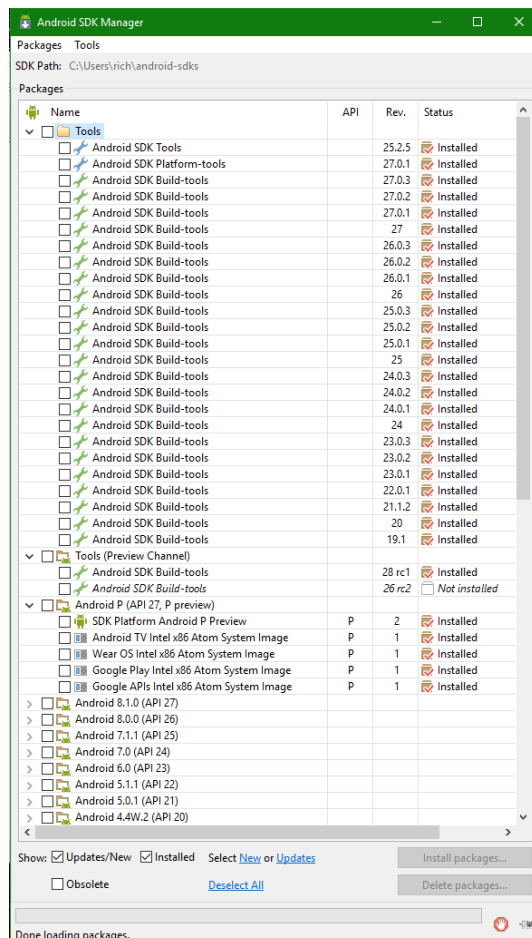 Android SDK Manager
Packages Tools
SDK Path: C:\Users\rich\android-sdks
Packages
Name API Rev. Status
Tools
Android SDK Tools 25.2.5 Installed
Android SDK Platform-tools 27.0.1 Installed
Android SDK Build-tools 27.0.3 Installed
Android SDK Build-tools 27.0.2 Installed
Android SDK Build-tools 27.0.1 Installed
Android SDK Build-tools 27 Installed
Android SDK Build-tools 26.0.3 Installed
Android SDK Build-tools 26.0.2 Installed
Android SDK Build-tools 26.0.1 Installed
Android SDK Build-tools 26 Installed
Android SDK Build-tools 25.0.3 Installed
Android SDK Build-tools 25.0.2 Installed
Android SDK Build-tools 25.0.1 Installed
Android SDK Build-tools 25 Installed
Android SDK Build-tools 24.0.3 Installed
Android SDK Build-tools 24.0.2 Installed
Android SDK Build-tools 24.0.1 Installed
Android SDK Build-tools 24 Installed
Android SDK Build-tools 23.0.3 Installed
Android SDK Build-tools 23.0.2 Installed
Android SDK Build-tools 23.0.1 Installed
Android SDK Build-tools 22.0.1 Installed
Android SDK Build-tools 21.1.2 Installed
Android SDK Build-tools 20 Installed
Android SDK Build-tools 19.1 Installed
Tools (Preview Channel)
Android SDK Build-tools 28 rc1 Installed
Android SDK Build-tools 26 rc2 Not installed
Android P (API 27, P preview)
SDK Platform Android P Preview P 2 Installed
Android TV Intel x86 Atom System Image P 1 Installed
Wear OS Intel x86 Atom System Image P 1 Installed
Google Play Intel x86 Atom System Image P 1 Installed
Google APIs Intel x86 Atom System Image P 1 Installed
Android 8.1.0 (API 27)
Android 8.0.0 (API 26)
Android 7.1.1 (API 25)
Android 7.0 (API 24)
Android 6.0 (API 23)
Android 5.1.1 (API 22)
Android 5.0.1 (API 21)
Android 4.4W.2 (API 20)
Show: Updates/New Installed Select New or Updates Install packages...
Obsolete Deselect All Delete packages...
Done loading packages.